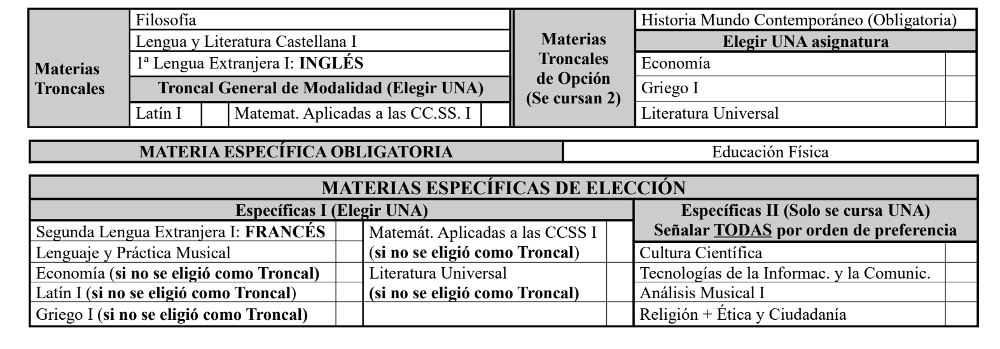 Materias
Troncales
Filosofía
Lengua y Literatura Castellana I
1ª Lengua Extranjera I: INGLÉS
Troncal General de Modalidad (Elegir UNA)
Latín I
Matemat. Aplicadas a las CC.SS. I
Materias
Troncales
de Opción
(Se cursan 2)
Historia Mundo Contemporáneo (Obligatoria)
Elegir UNA asignatura
Economía
Griego I
Literatura Universal
MATERIA ESPECÍFICA OBLIGATORIA
Educación Física
MATERIAS ESPECÍFICAS DE ELECCIÓN
Específicas I (Elegir UNA)
Segunda Lengua Extranjera I: FRANCÉS
Lenguaje y Práctica Musical
Economía (si no se eligió como Troncal)
Latín I (si no se eligió como Troncal)
Griego I (si no se eligió como Troncal)
Matemát. Aplicadas a las CCSS I
(si no se eligió como Troncal)
Literatura Universal
(si no se eligió como Troncal)
Específicas II (Solo se cursa UNA)
Señalar TODAS por orden de preferencia
Cultura Científica
Tecnologías de la Informac. y la Comunic.
Análisis Musical I
Religión + Ética y Ciudadanía